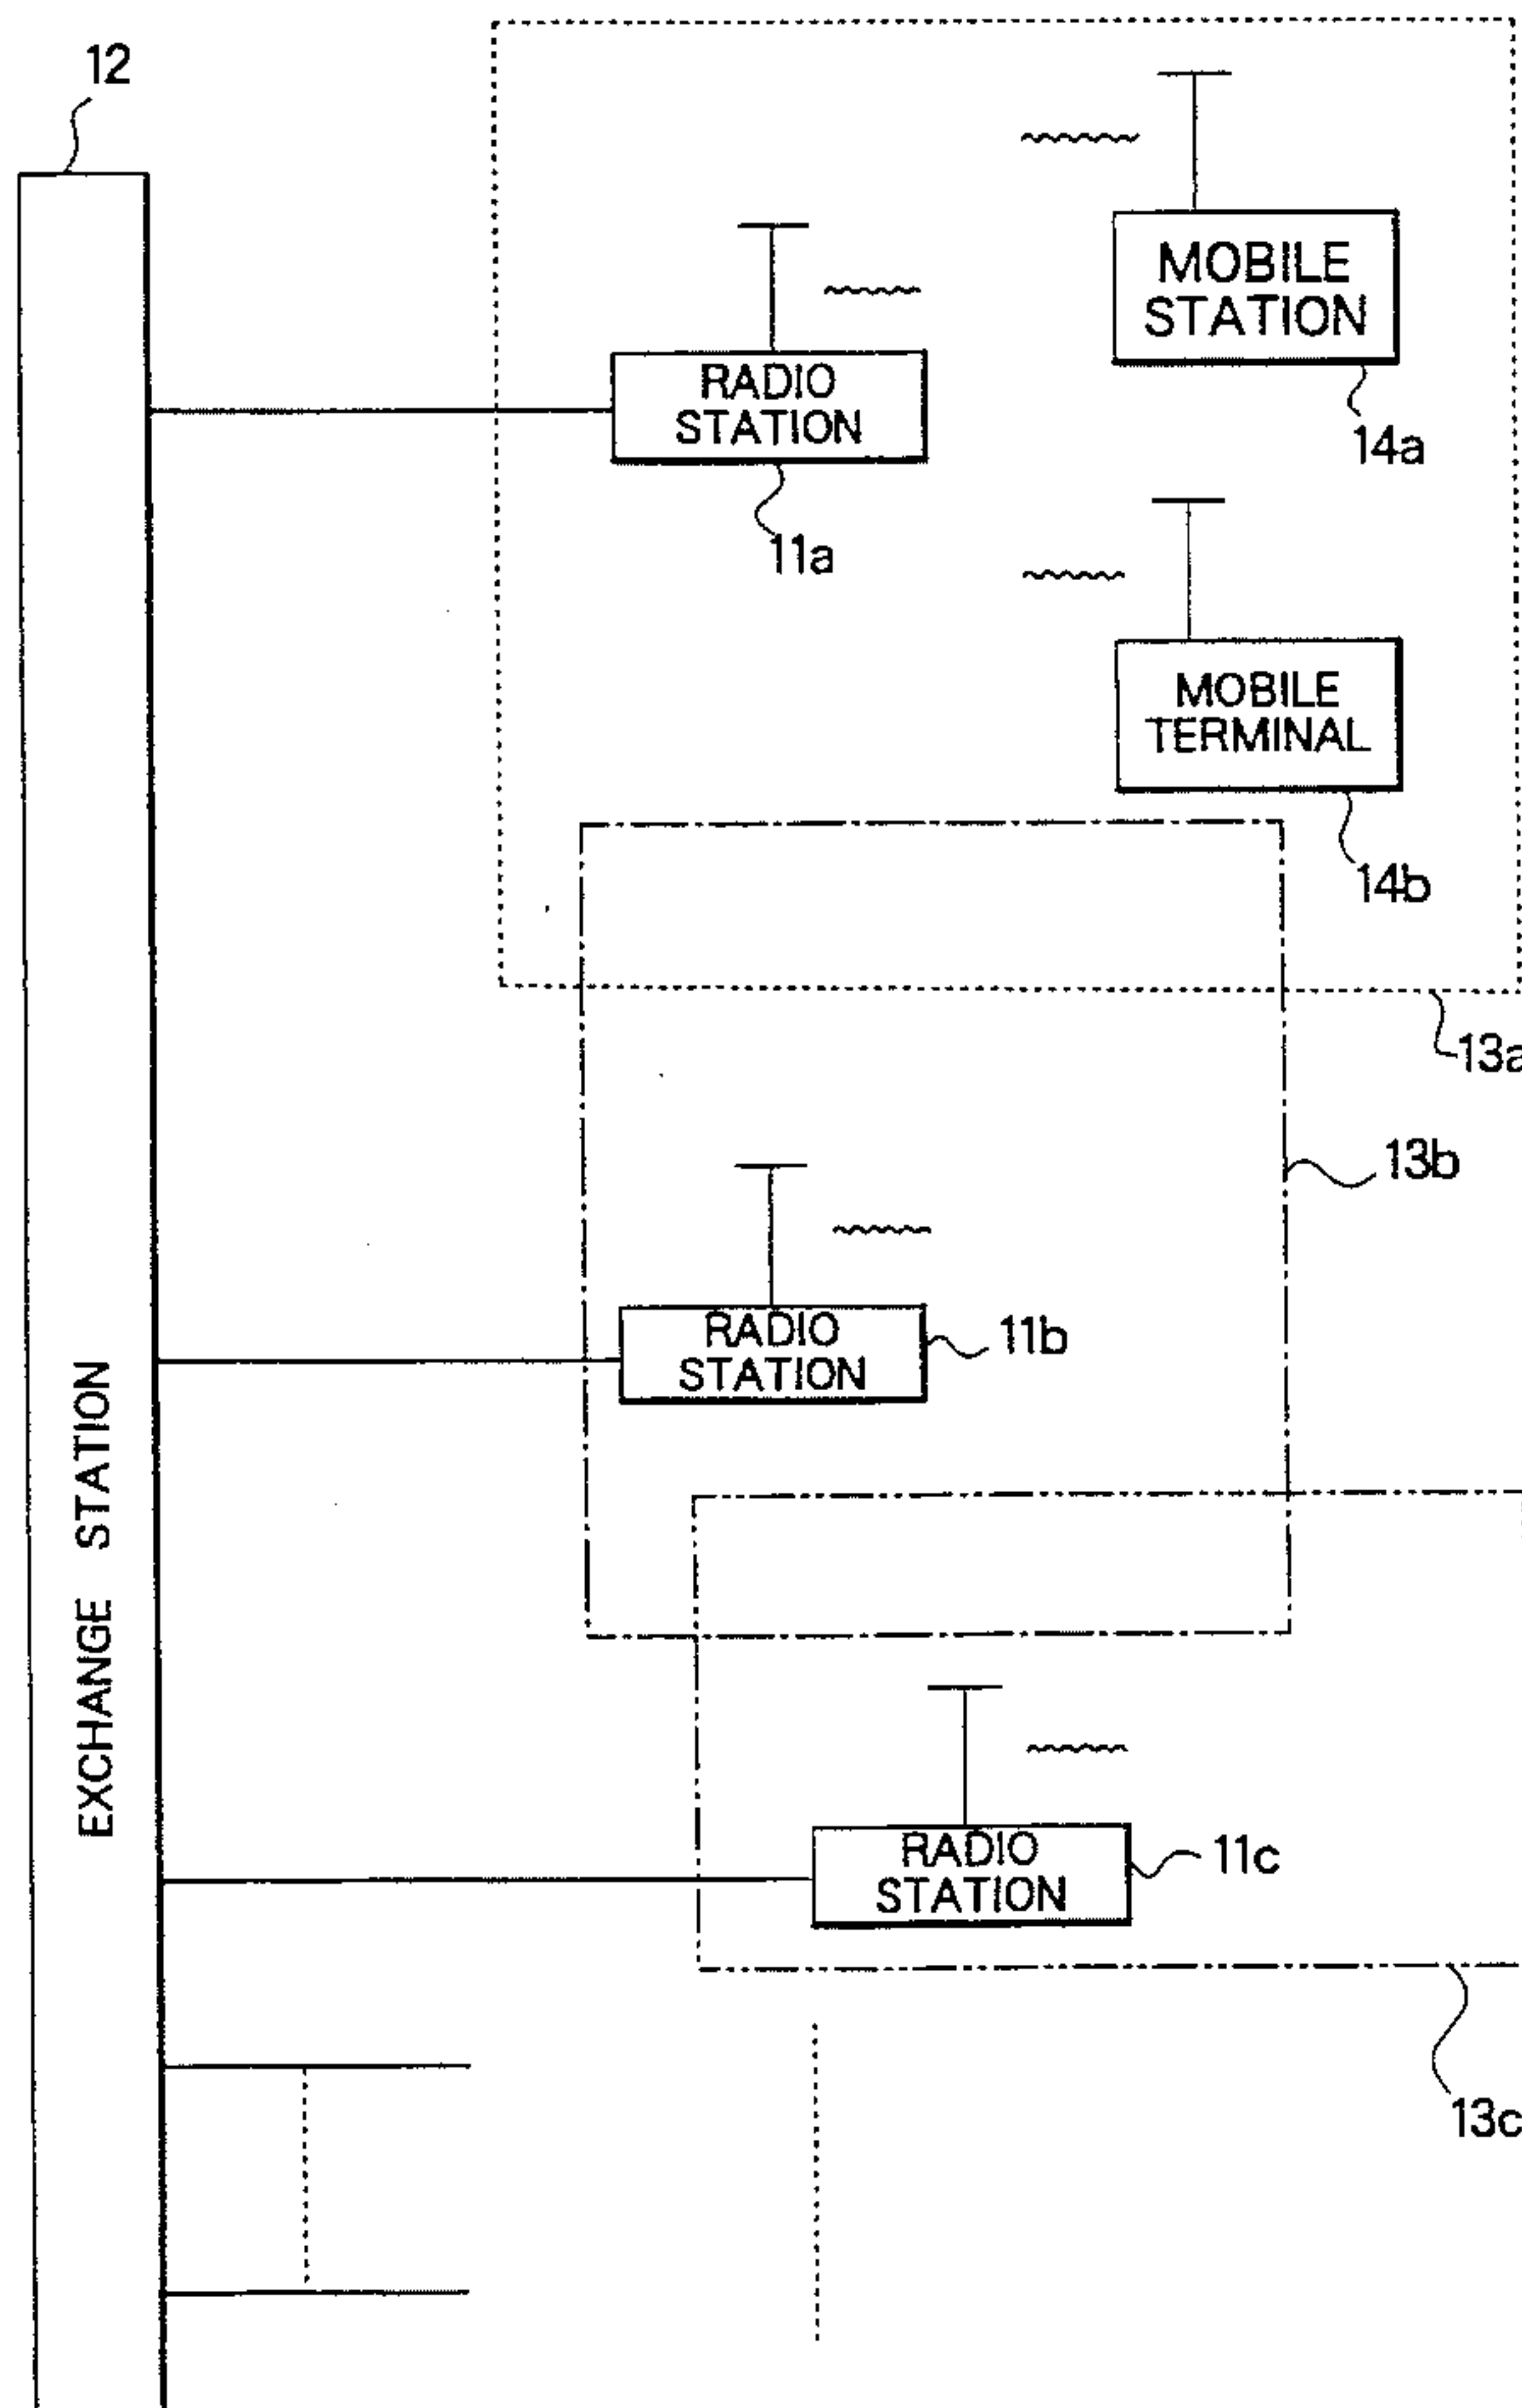 12
MOBILE
STATION
14a
RADIO
STATION
11a
MOBILE
TERMINAL
14b
13a
13b
RADIO
STATION
11b
EXCHANGE STATION
RADIO
STATION
11c
13c